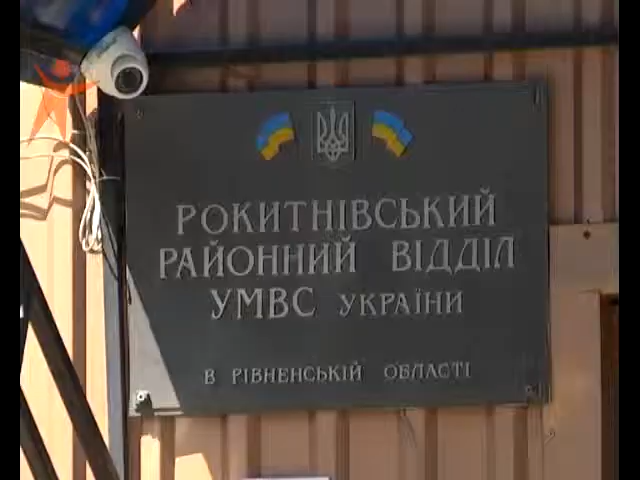 РОКИТНІВСЬКИЙ
РАЙОННИЙ ВІДДІЛ
УМВС УКРАЇНИ
В РІВНЕНСЬКІЙ ОБЛАСТІ